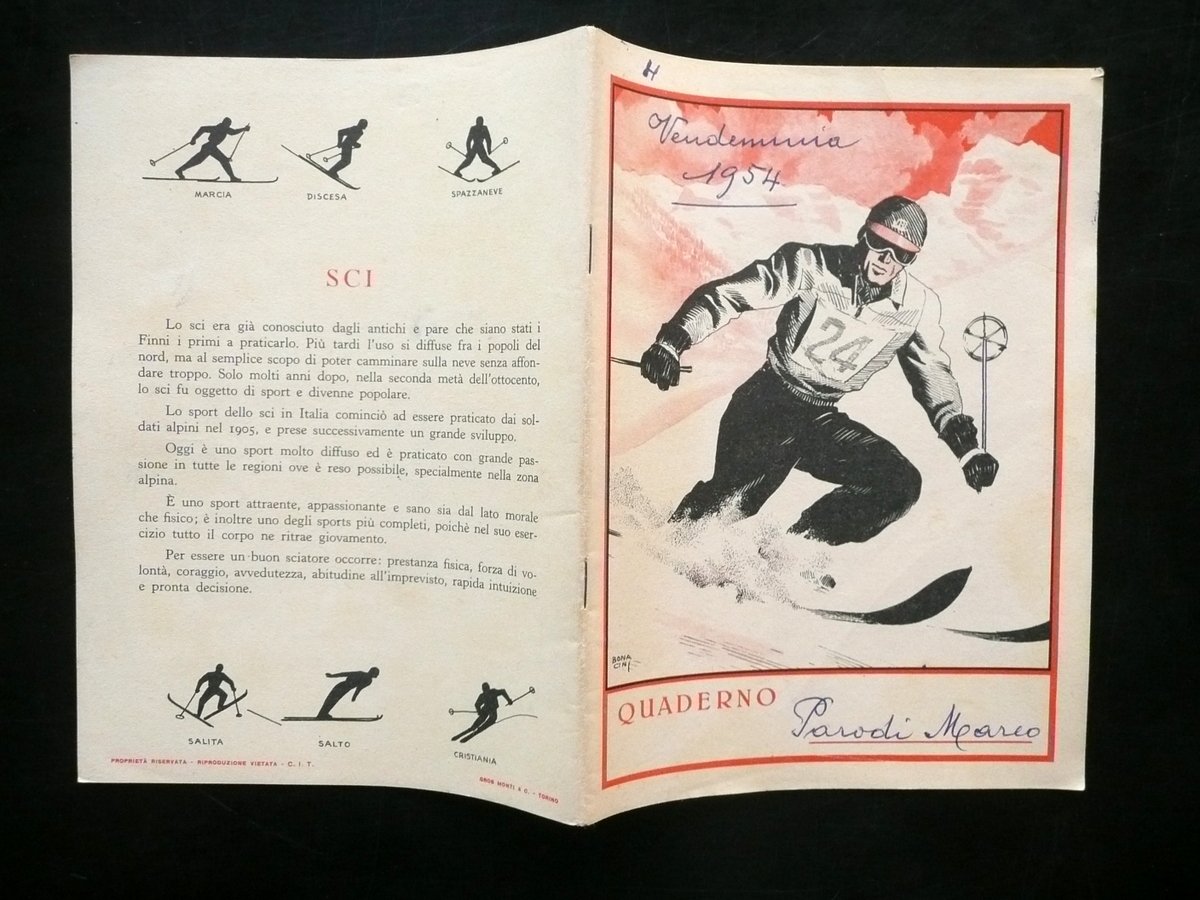 MARCIA
DISCESA
SPAZZANEVE
SCI
Lo sci era già conosciuto dagli antichi e pare che siano stati i
Finni i primi a praticarlo. Più tardi l'uso si diffuse fra i popoli del
nord, ma al semplice scopo di poter camminare sulla neve senza affon-
dare troppo. Solo molti anni dopo, nella seconda metà dell'ottocento,
lo sci fu oggetto di sport e divenne popolare.
Lo sport dello sci in Italia cominciò ad essere praticato dai sol-
dati alpini nel 1905, e prese successivamente un grande sviluppo.
Oggi è uno sport molto diffuso ed è praticato con grande pas-
sione in tutte le regioni ove è reso possibile, specialmente nella zona
alpina.
È uno sport attraente, appassionante e sano sia dal lato morale
che fisico; è inoltre uno degli sports più completi, poichè nel suo eser-
cizio tutto il corpo ne ritrae giovamento.
Per essere un buon sciatore occorre: prestanza fisica, forza di vo-
lontà, coraggio, avvedutezza, abitudine all'imprevisto, rapida intuizione
e pronta decisione.
SALITA
SALTO
CRISTIANIA
PROPRIETÀ RISERVATA - RIPRODUZIONE VIETATA - C. I. T.
GROS MONTI & C. - TORINO
Vendemmia
1954
24
BONA
CINI
QUADERNO
Parodi Marco